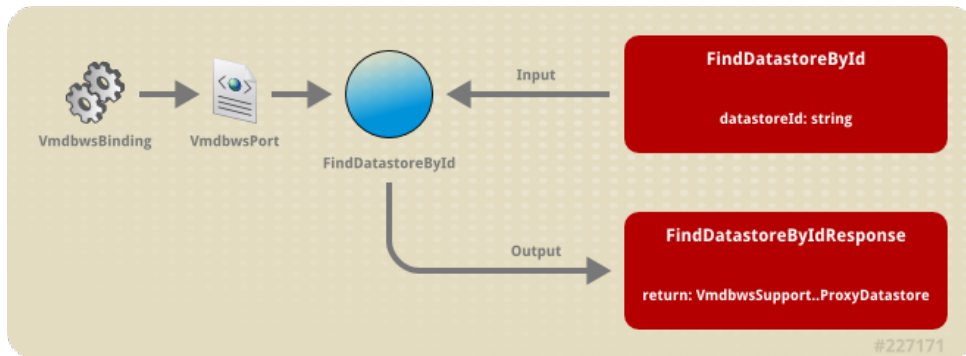 FindDatastoreById
datastoreId: string
Input
VmdbwsBinding
VmdbwsPort
FindDatastoreById
Output
FindDatastoreByIdResponse
return: VmdbwsSupport..ProxyDatastore
#227171